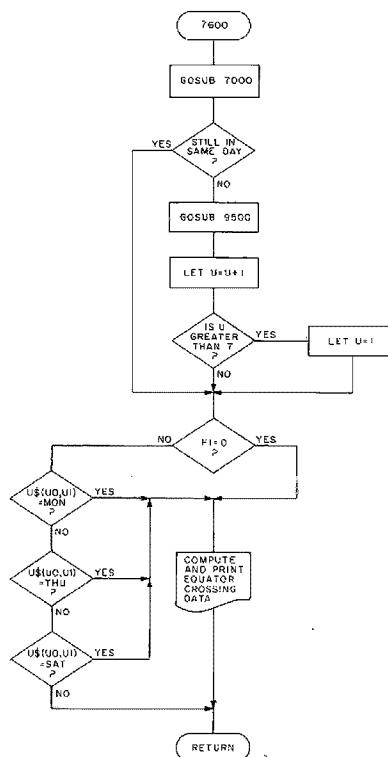 7600
GOSUB 7000
STILL IN
SAME DAY
?
YES
NO
GOSUB 9500
LET U=U+1
IS U
GREATER
THAN 7
?
YES
LET U=1
NO
NO
F1=0
?
YES
U$(U0,U1)
=MON
?
YES
NO
U$(U0,U1)
=THU
?
YES
NO
COMPUTE
AND PRINT
EQUATOR
CROSSING
DATA
U$(U0,U1)
=SAT
?
YES
NO
RETURN